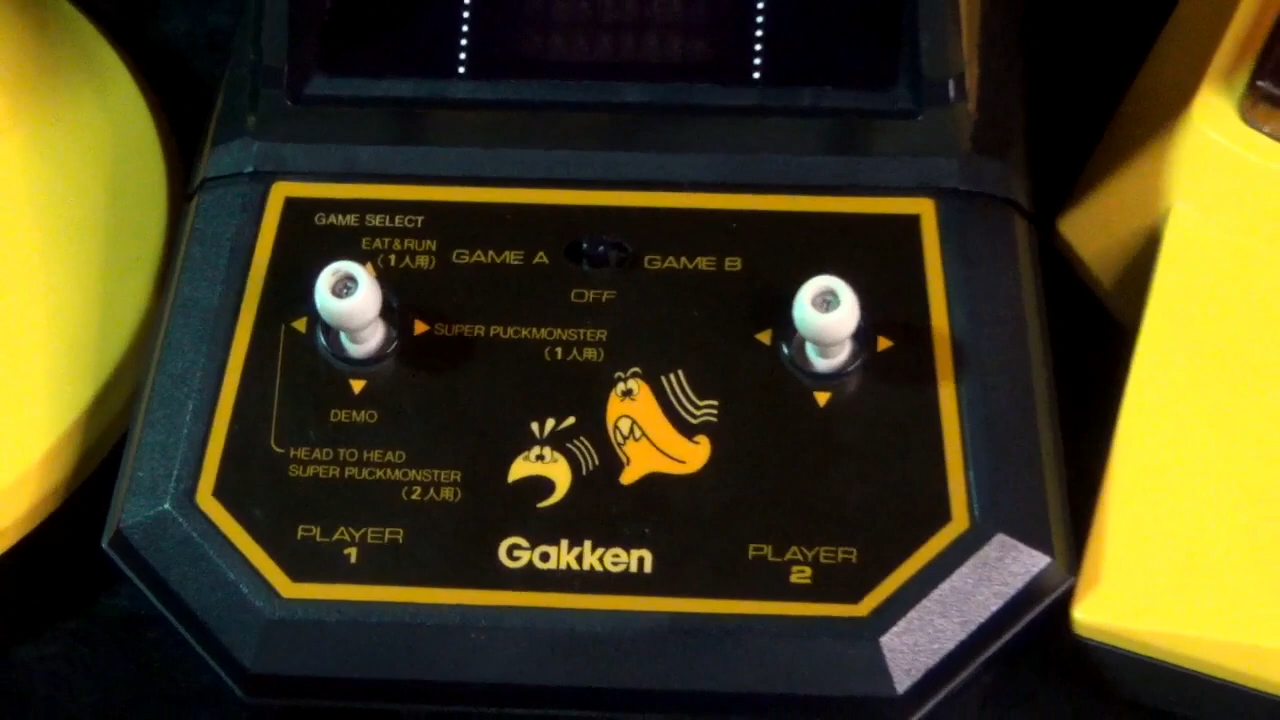 GAME SELECT
EAT&RUN
(1人用)
GAME A
GAME B
OFF
SUPER PUCKMONSTER
(1人用)
DEMO
HEAD TO HEAD
SUPER PUCKMONSTER
(2人用)
PLAYER
1
Gakken
PLAYER
2